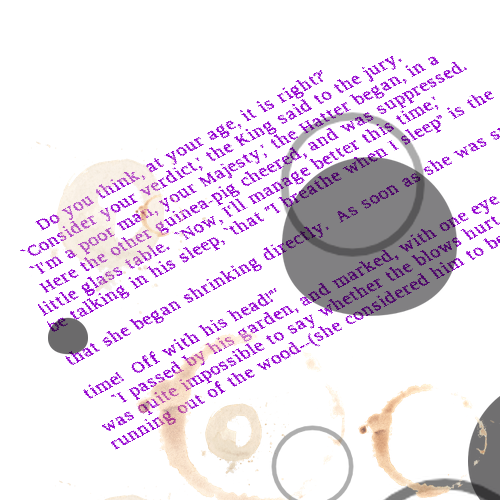 Do you think, at your age, it is right?'
`Consider your verdict,' the King said to the jury.
`I'm a poor man, your Majesty,' the Hatter began, in a
Here the other guinea-pig cheered, and was suppressed.
little glass table. `Now, I'll manage better this time,'
be talking in his sleep, `that "I breathe when I sleep" is the
that she began shrinking directly. As soon as she was
time! Off with his head!"'
`"I passed by his garden, and marked, with one eye,
was quite impossible to say whether the blows hurt
running out of the wood--(she considered him to be